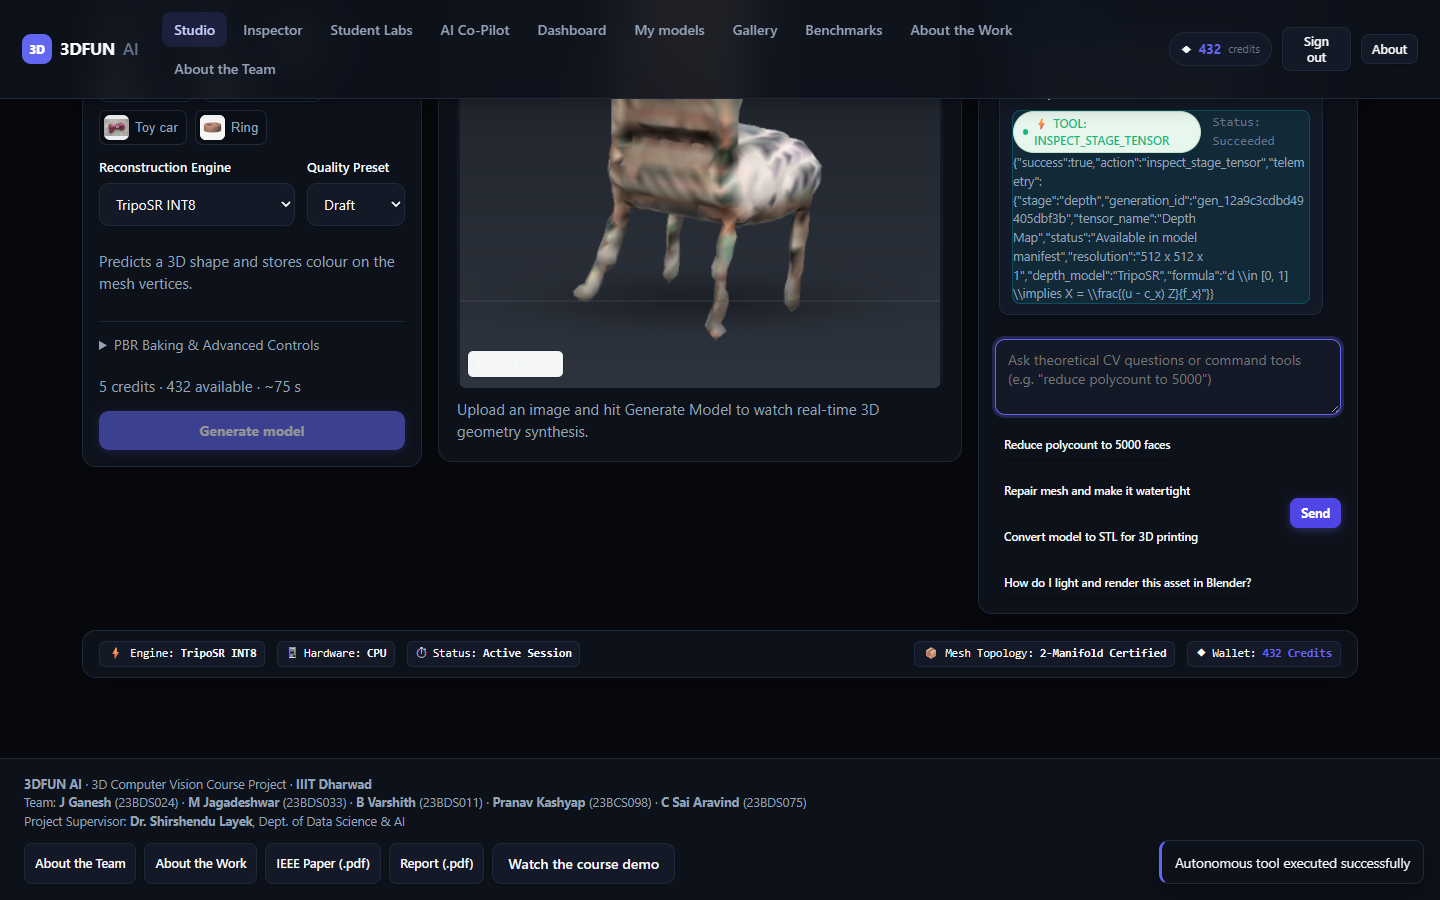 3D 3DFUN AI
Studio
Inspector
Student Labs
AI Co-Pilot
Dashboard
My models
Gallery
Benchmarks
About the Work
About the Team
432 credits
Sign out
About
Toy car
Ring
Reconstruction Engine
Quality Preset
TripoSR INT8
Draft
Predicts a 3D shape and stores colour on the
mesh vertices.
PBR Baking & Advanced Controls
5 credits · 432 available · ~75 s
Generate model
Upload an image and hit Generate Model to watch real-time 3D
geometry synthesis.
TOOL:
INSPECT_STAGE_TENSOR
Status:
Succeeded
{"success":true,"action":"inspect_stage_tensor","telem
etry":
{"stage":"depth","generation_id":"gen_12a9c3cdbd49
405dbf3b","tensor_name":"Depth
Map","status":"Available in model
manifest","resolution":"512 x 512 x
1","depth_model":"TripoSR","formula":"d \\in [0, 1]
\\implies X = \\frac{(u - c_x) Z}{f_x}"}}
Ask theoretical CV questions or command tools
(e.g. "reduce polycount to 5000")
Reduce polycount to 5000 faces
Repair mesh and make it watertight
Send
Convert model to STL for 3D printing
How do I light and render this asset in Blender?
Engine: TripoSR INT8
Hardware: CPU
Status: Active Session
Mesh Topology: 2-Manifold Certified
Wallet: 432 Credits
3DFUN AI · 3D Computer Vision Course Project · IIIT Dharwad
Team: J Ganesh (23BDS024) · M Jagadeshwar (23BDS033) · B Varshith (23BDS011) · Pranav Kashyap (23BCS098) · C Sai Aravind (23BDS075)
Project Supervisor: Dr. Shirshendu Layek, Dept. of Data Science & AI
About the Team
About the Work
IEEE Paper (.pdf)
Report (.pdf)
Watch the course demo
Autonomous tool executed successfully